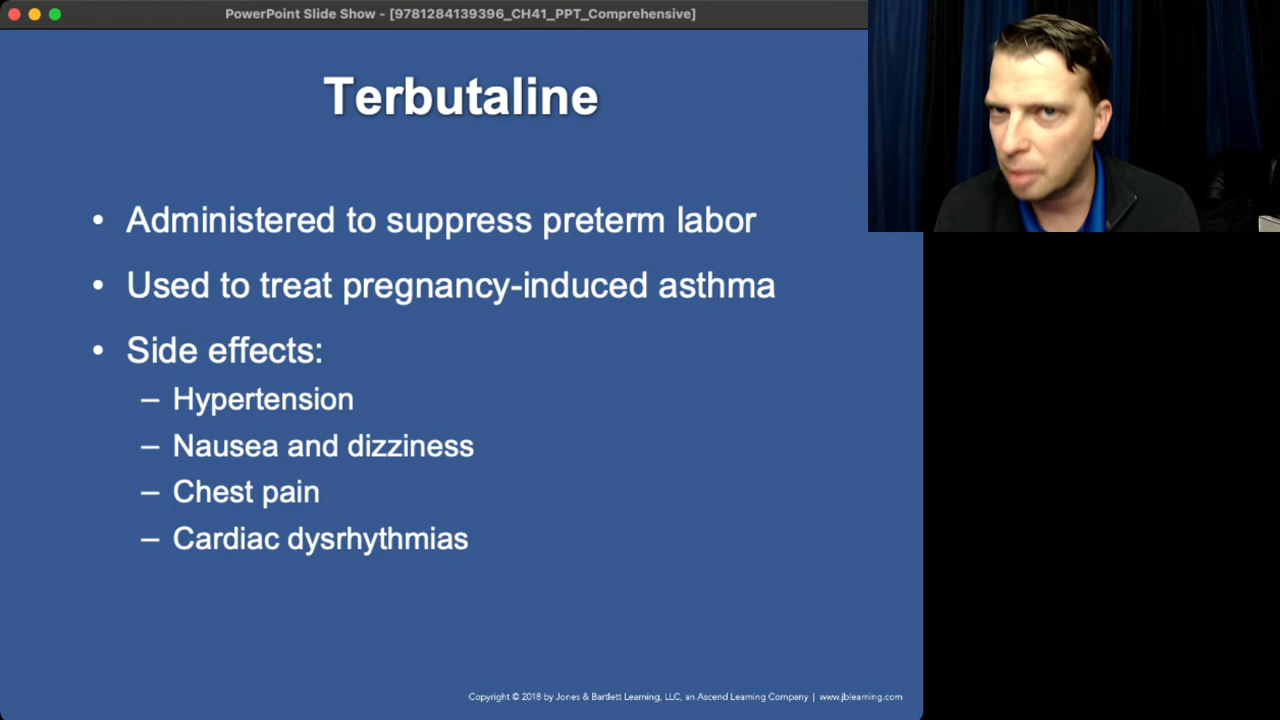 PowerPoint Slide Show - [9781284139396_CH41_PPT_Comprehensive]
Terbutaline
• Administered to suppress preterm labor
• Used to treat pregnancy-induced asthma
• Side effects:
– Hypertension
– Nausea and dizziness
– Chest pain
– Cardiac dysrhythmias
Copyright © 2018 by Jones & Bartlett Learning, LLC, an Ascend Learning Company | www.jblearning.com